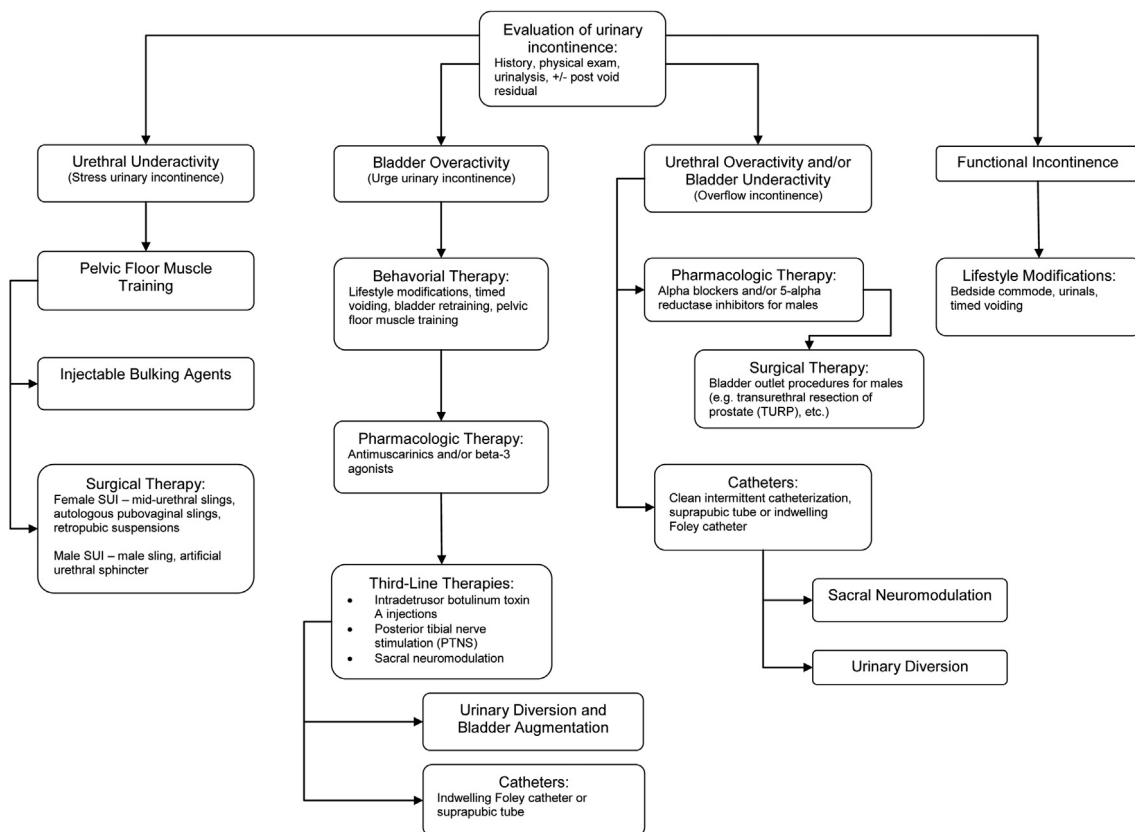 Evaluation of urinary
incontinence:
History, physical exam,
urinalysis, +/- post void
residual
Urethral Underactivity
(Stress urinary incontinence)
Pelvic Floor Muscle
Training
Injectable Bulking Agents
Surgical Therapy:
Female SUI – mid-urethral slings,
autologous pubovaginal slings,
retropubic suspensions
Male SUI – male sling, artificial
urethral sphincter
Bladder Overactivity
(Urge urinary incontinence)
Behavorial Therapy:
Lifestyle modifications, timed
voiding, bladder retraining, pelvic
floor muscle training
Pharmacologic Therapy:
Antimuscarinics and/or beta-3
agonists
Third-Line Therapies:
• Intradetrusor botulinum toxin
A injections
• Posterior tibial nerve
stimulation (PTNS)
• Sacral neuromodulation
Urinary Diversion and
Bladder Augmentation
Catheters:
Indwelling Foley catheter or
suprapubic tube
Urethral Overactivity and/or
Bladder Underactivity
(Overflow incontinence)
Pharmacologic Therapy:
Alpha blockers and/or 5-alpha
reductase inhibitors for males
Surgical Therapy:
Bladder outlet procedures for males
(e.g. transurethral resection of
prostate (TURP), etc.)
Catheters:
Clean intermittent catheterization,
suprapubic tube or indwelling
Foley catheter
Sacral Neuromodulation
Urinary Diversion
Functional Incontinence
Lifestyle Modifications:
Bedside commode, urinals,
timed voiding